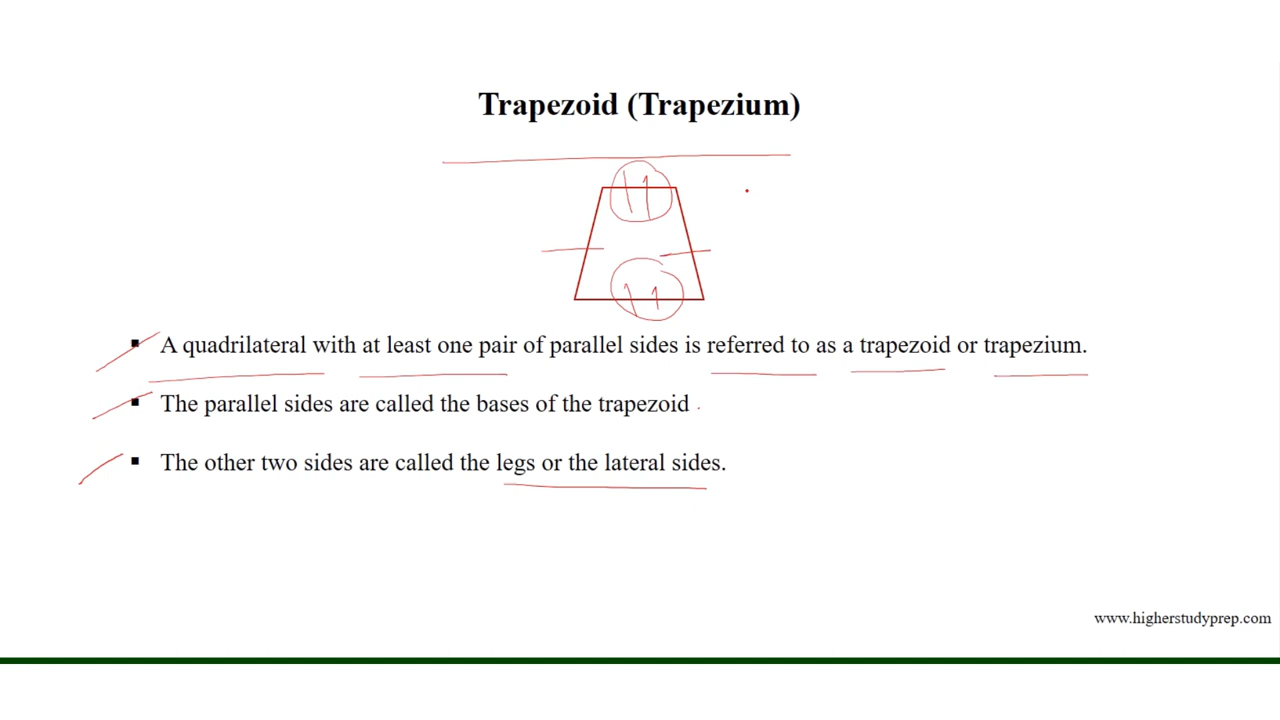 Trapezoid (Trapezium)
▪ A quadrilateral with at least one pair of parallel sides is referred to as a trapezoid or trapezium.
▪ The parallel sides are called the bases of the trapezoid
▪ The other two sides are called the legs or the lateral sides.
www.higherstudyprep.com